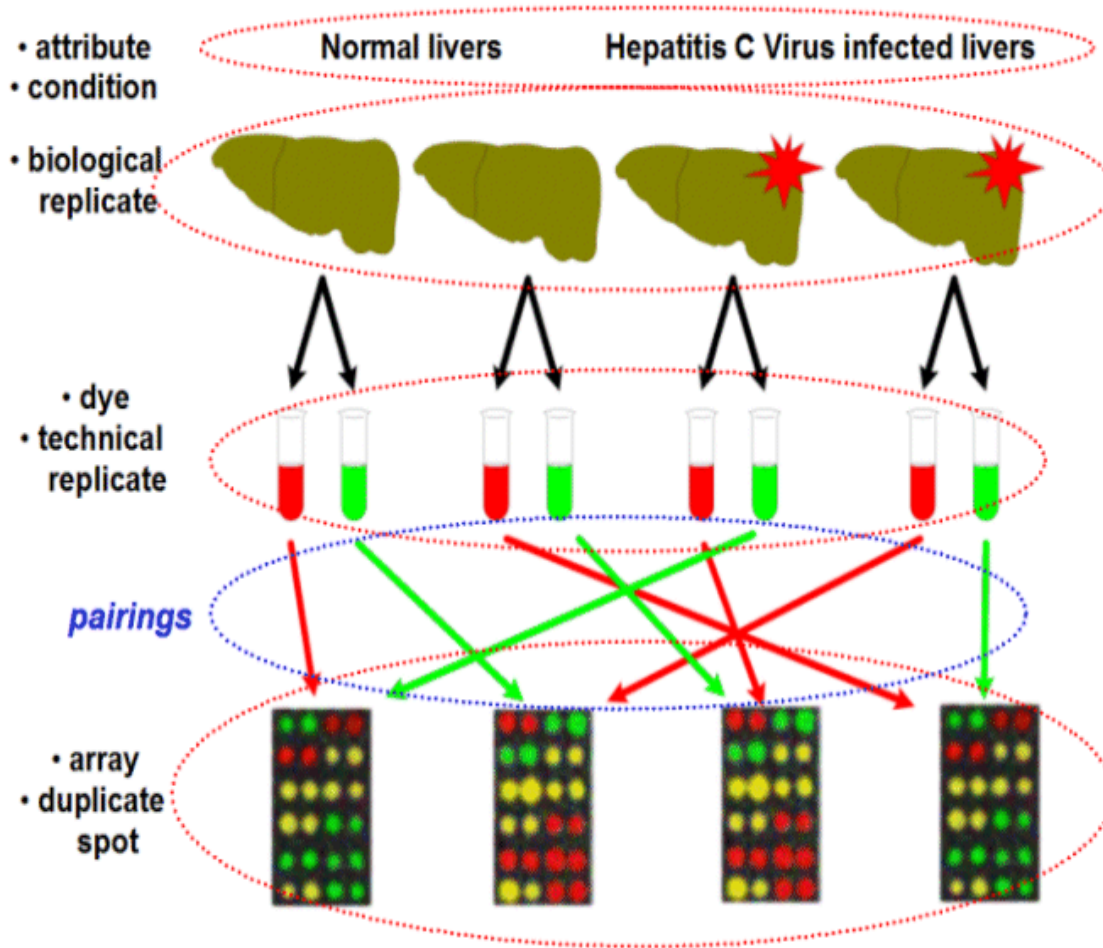 • attribute
• condition
Normal livers
Hepatitis C Virus infected livers
• biological
replicate
• dye
• technical
replicate
pairings
• array
• duplicate
spot